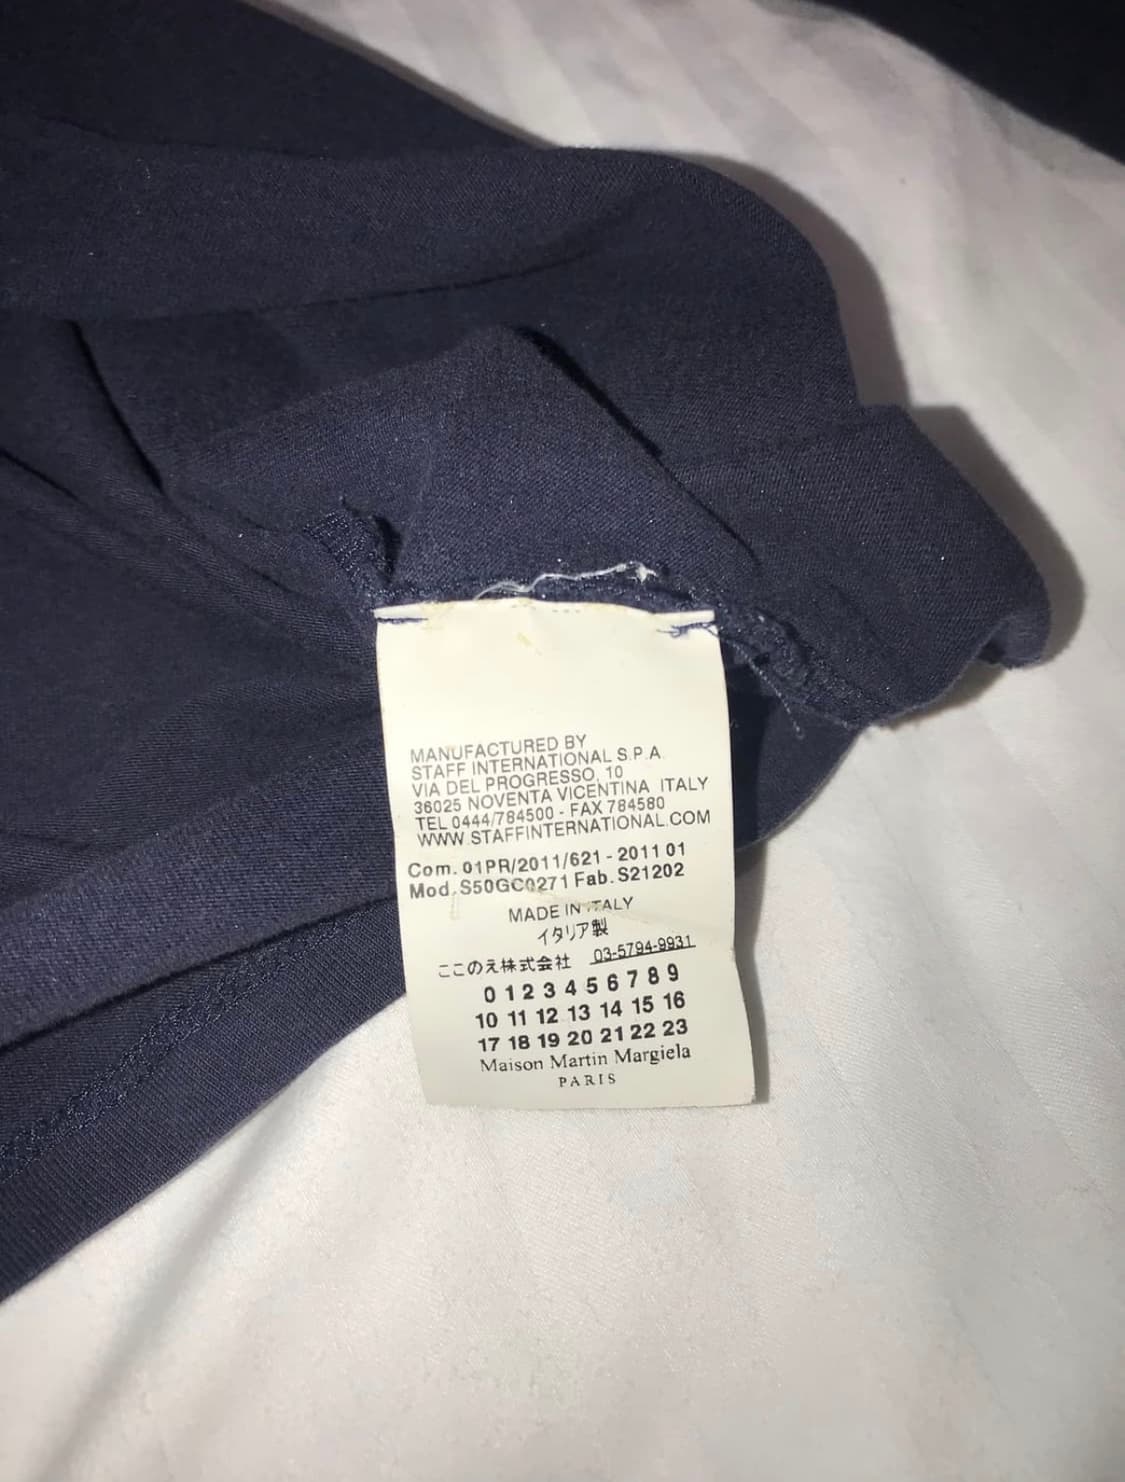 MANUFACTURED BY
STAFF INTERNATIONAL S.P.A.
VIA DEL PROGRESSO, 10
36025 NOVENTA VICENTINA ITALY
TEL 0444/784500 - FAX 784580
WWW.STAFFINTERNATIONAL.COM
Com. 01PR/2011/621 - 2011 01
Mod. S50GC0271 Fab. S21202
MADE IN ITALY
イタリア製
ここのえ株式会社 03-5794-9931
0 1 2 3 4 5 6 7 8 9
10 11 12 13 14 15 16
17 18 19 20 21 22 23
Maison Martin Margiela
PARIS